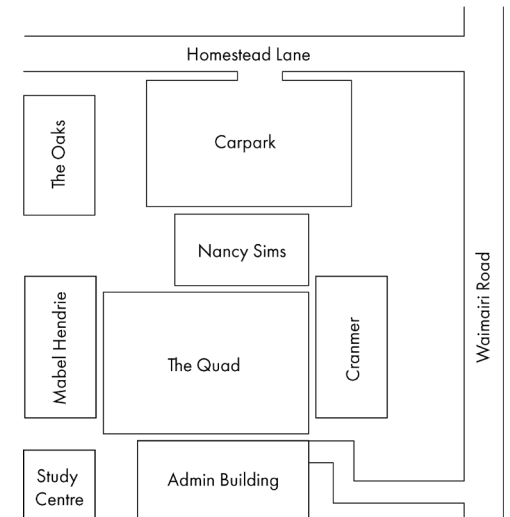 Homestead Lane
The Oaks
Carpark
Nancy Sims
Waimairi Road
Mabel Hendrie
The Quad
Cranmer
Study
Centre
Admin Building